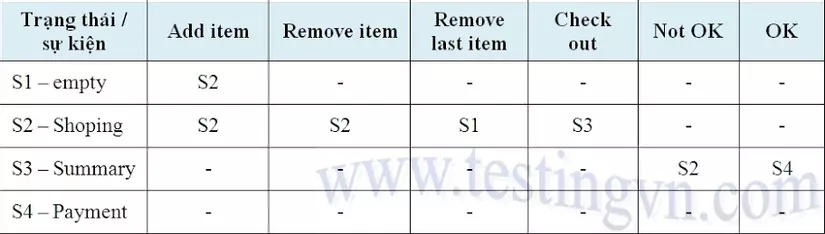 Trạng thái / sự kiện Add item Remove item Remove last item Check out Not OK OK
S1 – empty S2 - - - - -
S2 – Shoping S2 S2 S1 S3 - -
S3 – Summary - - - - S2 S4
S4 – Payment - - - - - -
www.testingvn.com